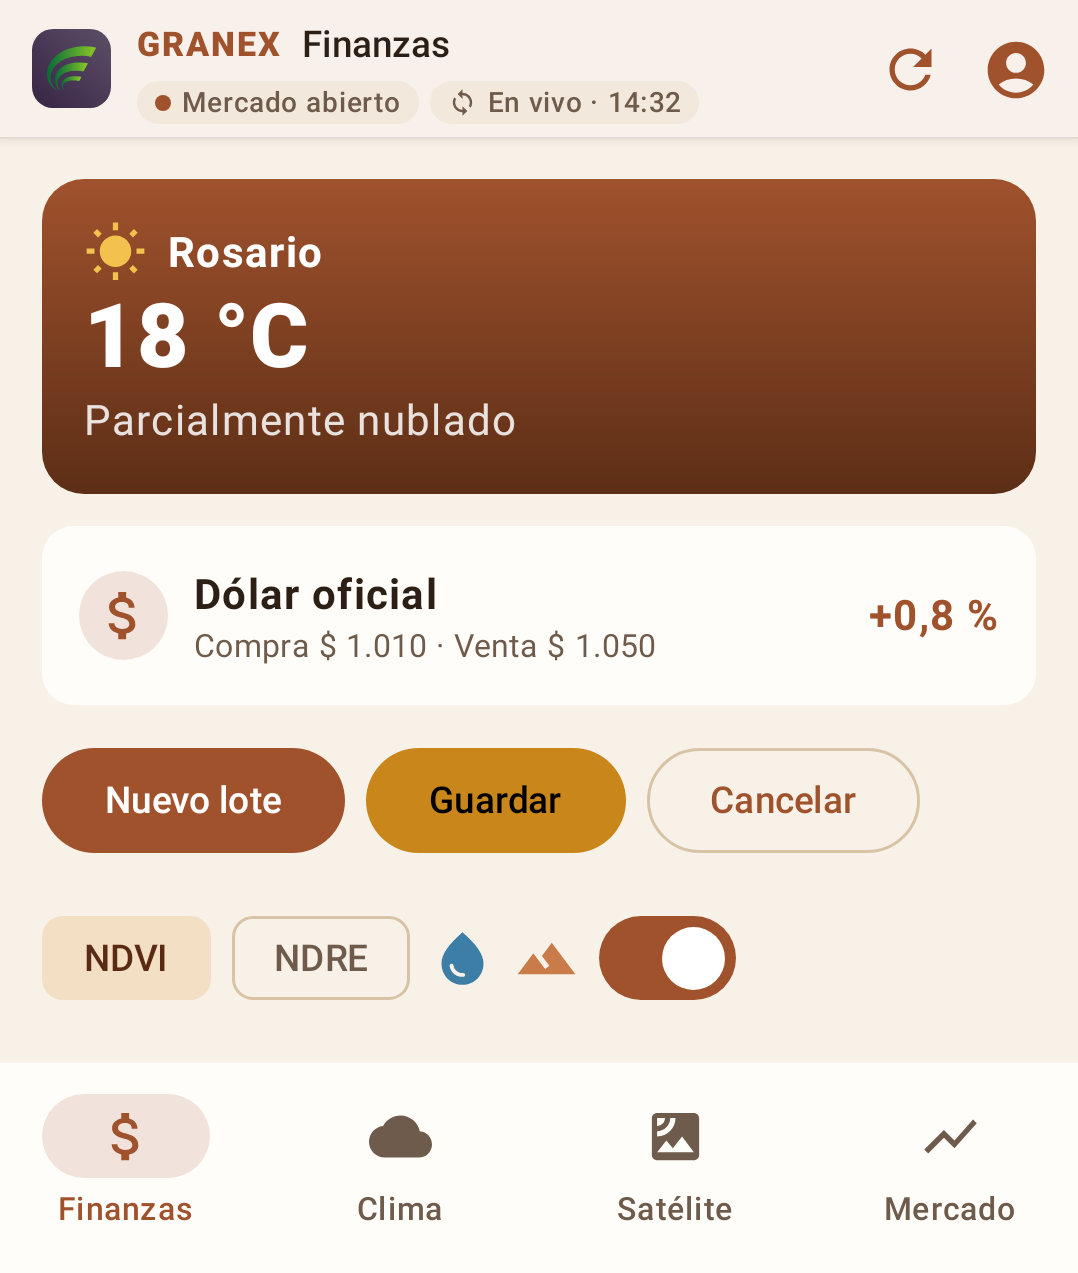 GRANEX Finanzas
Mercado abierto
En vivo · 14:32
Rosario
18 °C
Parcialmente nublado
$
Dólar oficial
Compra $ 1.010 · Venta $ 1.050
+0,8 %
Nuevo lote
Guardar
Cancelar
NDVI
NDRE
$
Finanzas
Clima
Satélite
Mercado